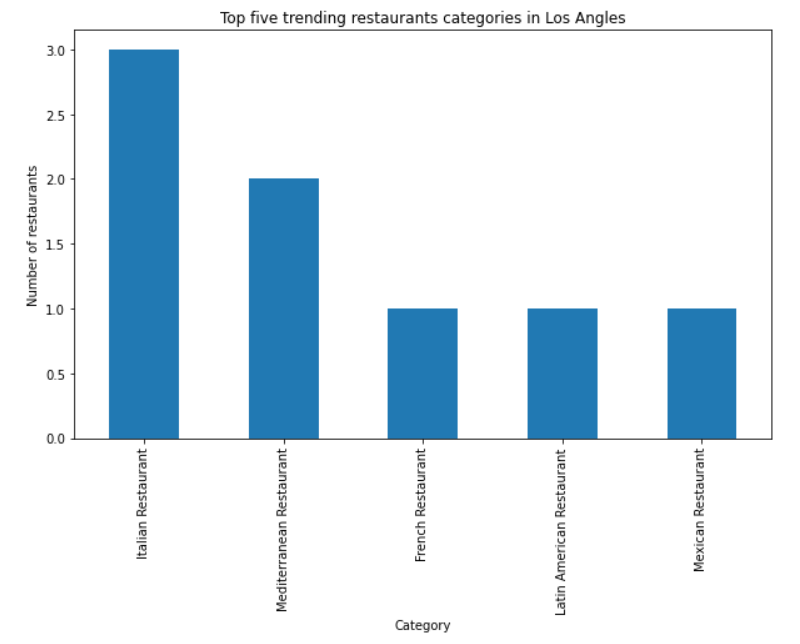 Top five trending restaurants categories in Los Angles
Number of restaurants
3.0
2.5
2.0
1.5
1.0
0.5
0.0
Italian Restaurant
Mediterranean Restaurant
French Restaurant
Latin American Restaurant
Mexican Restaurant
Category